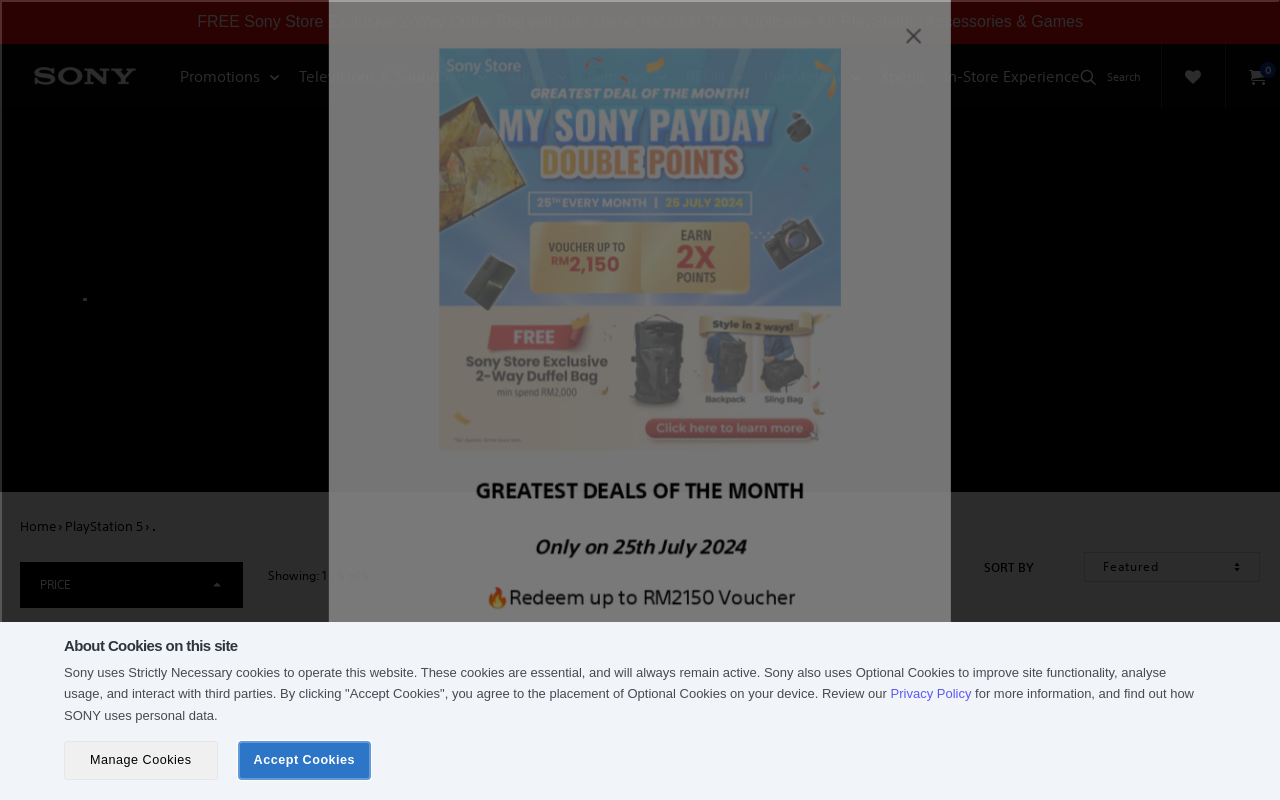 FREE Sony Store
Accessories & Games
SONY
Promotions
In-Store Experience
Search
0
Sony Store
GREATEST DEAL OF THE MONTH!
MY SONY PAYDAY
DOUBLE POINTS
25TH EVERY MONTH | 25 JULY 2024
VOUCHER UP TO
RM2,150
EARN
2X
POINTS
FREE
Sony Store Exclusive
2-Way Duffel Bag
min spend RM2,000
Style in 2 ways!
Backpack
Sling Bag
Click here to learn more
GREATEST DEALS OF THE MONTH
Only on 25th July 2024
🔥Redeem up to RM2150 Voucher
Home › PlayStation 5 › .
PRICE
Showing: 1
SORT BY
Featured
About Cookies on this site
Sony uses Strictly Necessary cookies to operate this website. These cookies are essential, and will always remain active. Sony also uses Optional Cookies to improve site functionality, analyse
usage, and interact with third parties. By clicking "Accept Cookies", you agree to the placement of Optional Cookies on your device. Review our Privacy Policy for more information, and find out how
SONY uses personal data.
Manage Cookies
Accept Cookies